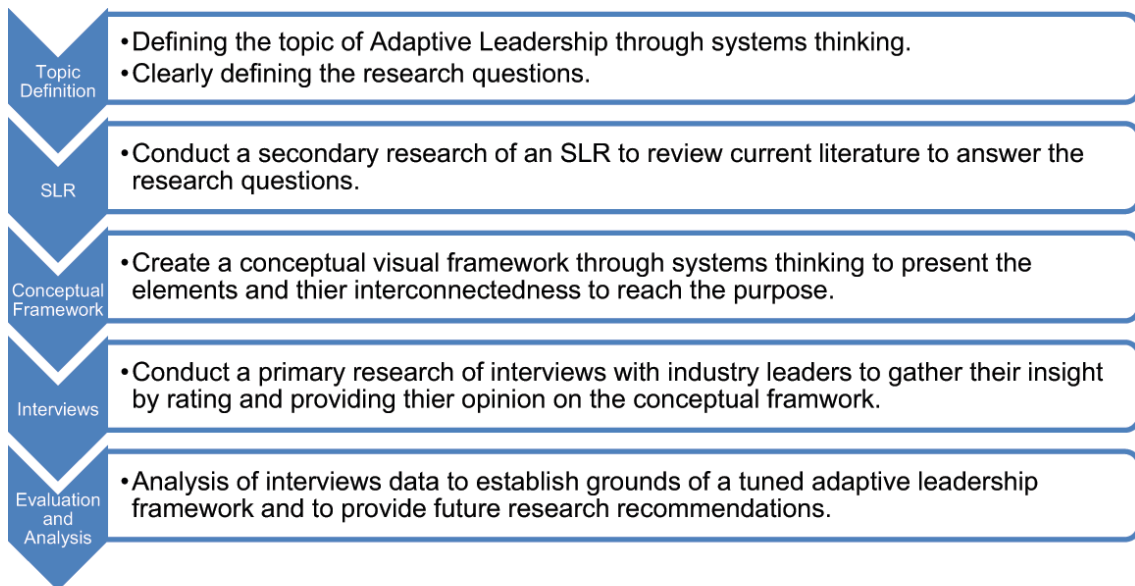 Topic
Definition
•Defining the topic of Adaptive Leadership through systems thinking.
•Clearly defining the research questions.
SLR
•Conduct a secondary research of an SLR to review current literature to answer the
research questions.
Conceptual
Framework
•Create a conceptual visual framework through systems thinking to present the
elements and thier interconnectedness to reach the purpose.
Interviews
•Conduct a primary research of interviews with industry leaders to gather their insight
by rating and providing thier opinion on the conceptual framwork.
Evaluation
and
Analysis
•Analysis of interviews data to establish grounds of a tuned adaptive leadership
framework and to provide future research recommendations.